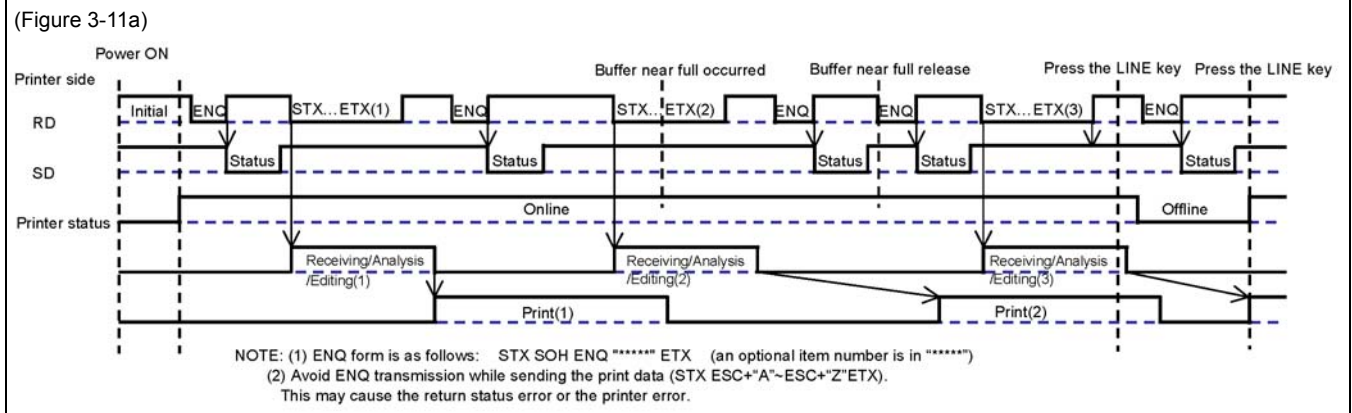 (Figure 3-11a)
Power ON
Printer side
Buffer near full occurred
Buffer near full release
Press the LINE key
Press the LINE key
Initial
ENQ
STX...ETX(1)
ENQ
STX...ETX(2)
ENQ
ENQ
STX...ETX(3)
ENQ
RD
Status
Status
Status
Status
Status
SD
Online
Offline
Printer status
Receiving/Analysis
/Editing(1)
Receiving/Analysis
/Editing(2)
Receiving/Analysis
/Editing(3)
Print(1)
Print(2)
NOTE: (1) ENQ form is as follows: STX SOH ENQ "*****" ETX (an optional item number is in "*****")
(2) Avoid ENQ transmission while sending the print data (STX ESC+"A"~ESC+"Z"ETX).
This may cause the return status error or the printer error.